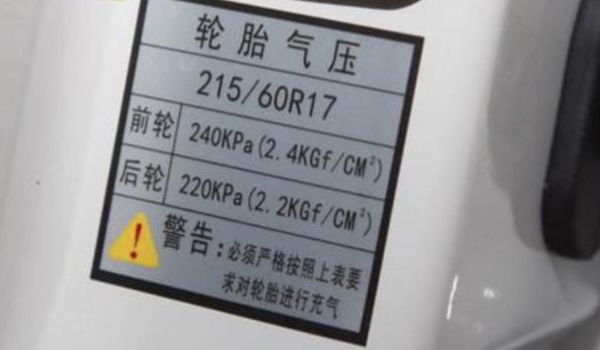 轮胎气压
215/60R17
前轮 240KPa(2.4KGf/CM²)
后轮 220KPa(2.2KGf/CM²)
警告:必须严格按照上表要
求对轮胎进行充气